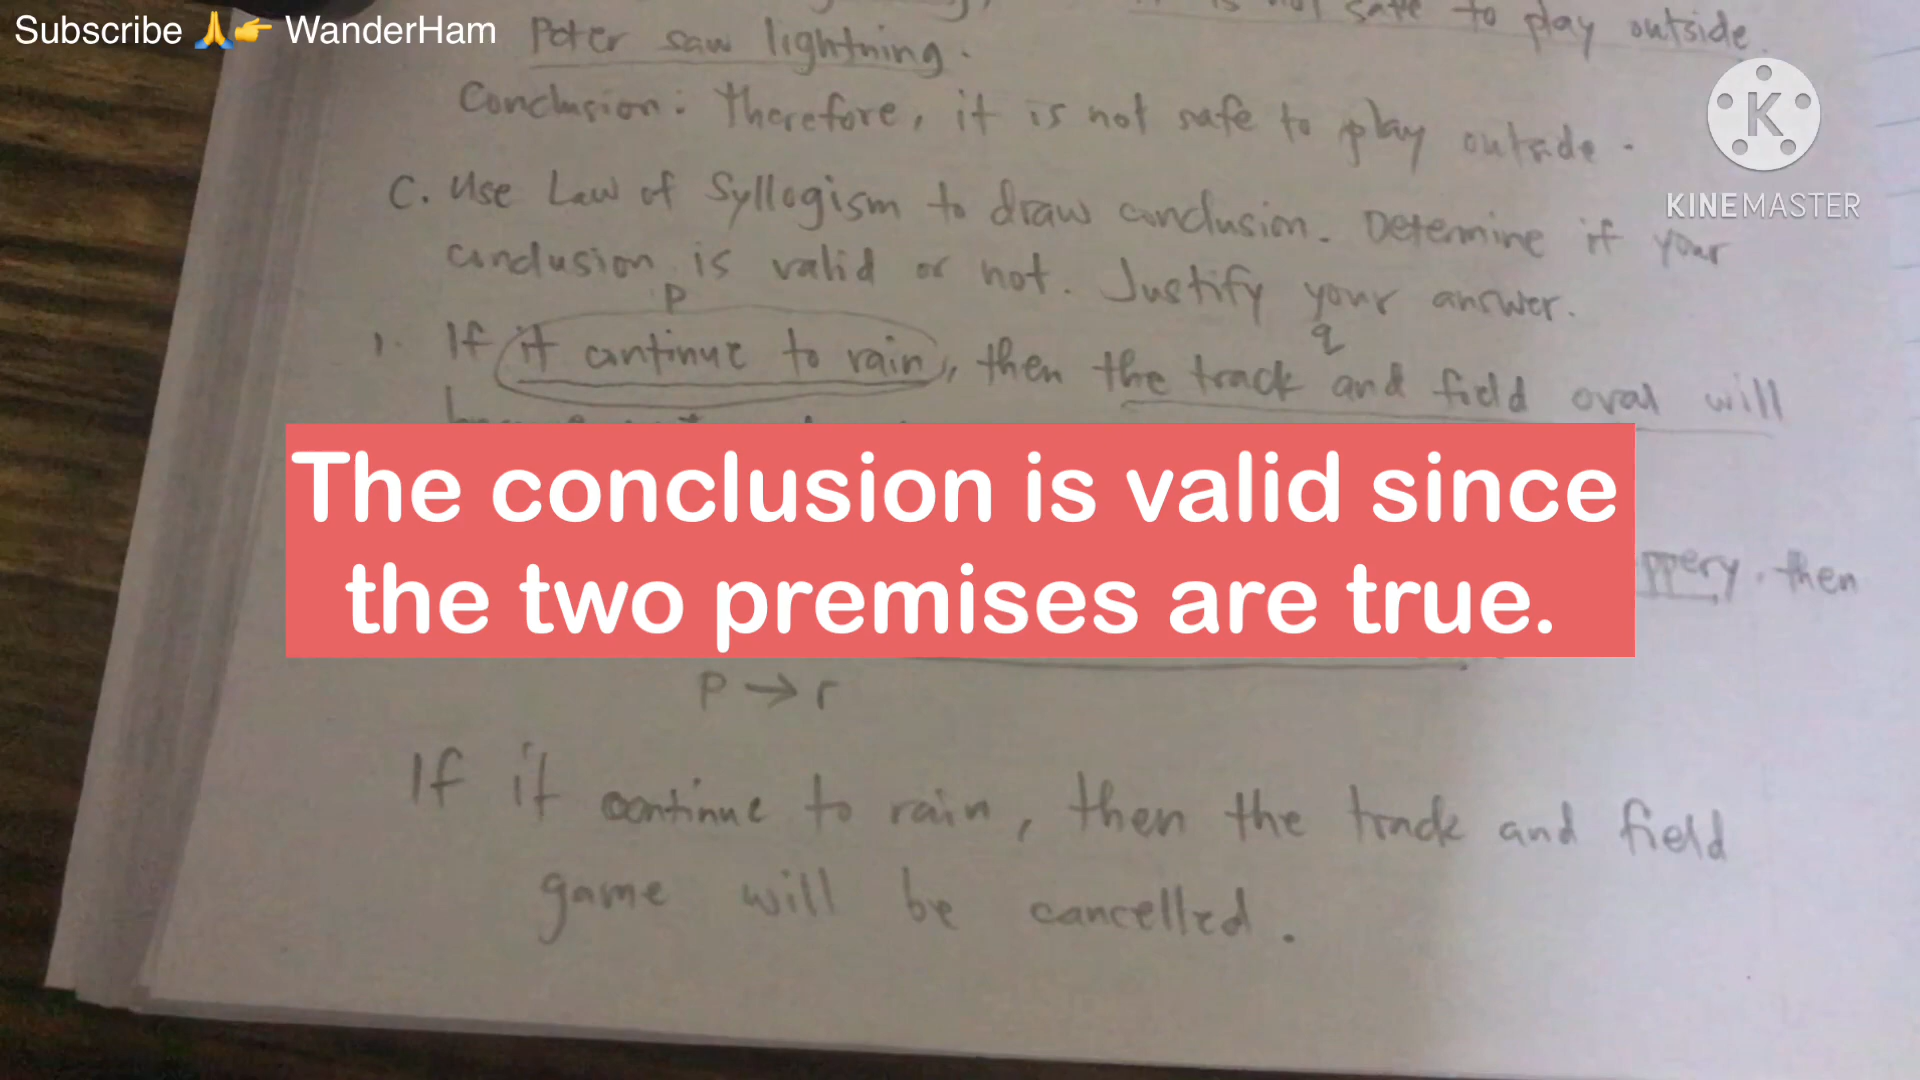 Subscribe 🙏👉 WanderHam
is not safe to play outside.
Peter saw lightning.
Conclusion: Therefore, it is not safe to play outside.
KINEMASTER
C. Use Law of Syllogism to draw conclusion. Determine if your
conclusion is valid or not. Justify your answer.
p
q
1. If it continue to rain, then the track and field oval will
The conclusion is valid since
the two premises are true.
then
p → r
If it continue to rain, then the track and field
game will be cancelled.